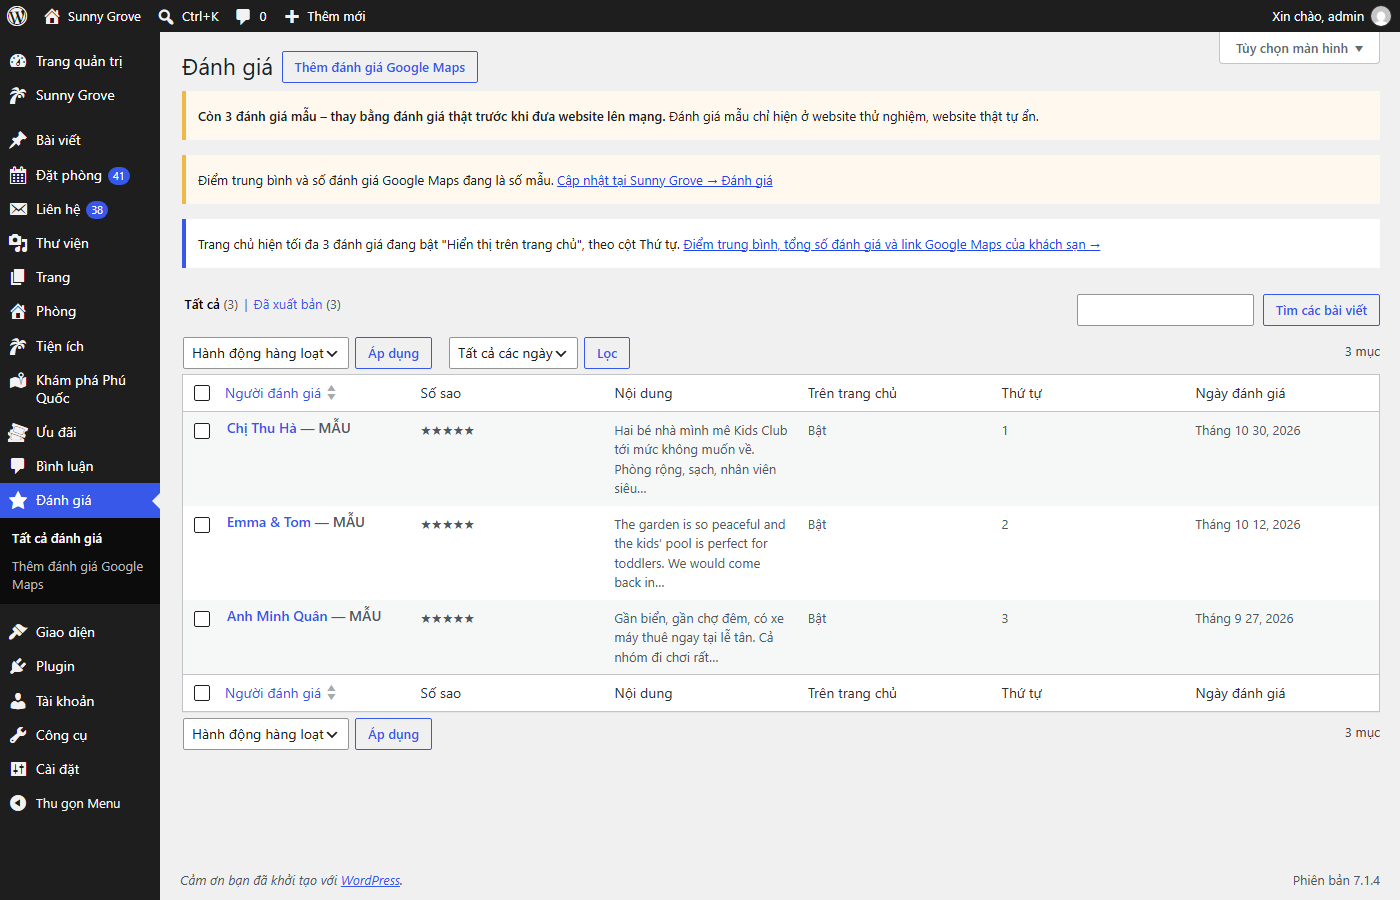 Sunny Grove
Ctrl+K
0
Thêm mới
Xin chào, admin
Trang quản trị
Sunny Grove
Bài viết
Đặt phòng 41
Liên hệ 38
Thư viện
Trang
Phòng
Tiện ích
Khám phá Phú
Quốc
Ưu đãi
Bình luận
Đánh giá
Tất cả đánh giá
Thêm đánh giá Google
Maps
Giao diện
Plugin
Tài khoản
Công cụ
Cài đặt
Thu gọn Menu
Tùy chọn màn hình
Đánh giá
Thêm đánh giá Google Maps
Còn 3 đánh giá mẫu – thay bằng đánh giá thật trước khi đưa website lên mạng. Đánh giá mẫu chỉ hiện ở website thử nghiệm, website thật tự ẩn.
Điểm trung bình và số đánh giá Google Maps đang là số mẫu. Cập nhật tại Sunny Grove → Đánh giá
Trang chủ hiện tối đa 3 đánh giá đang bật "Hiển thị trên trang chủ", theo cột Thứ tự. Điểm trung bình, tổng số đánh giá và link Google Maps của khách sạn →
Tất cả (3) | Đã xuất bản (3)
Tìm các bài viết
Hành động hàng loạt
Áp dụng
Tất cả các ngày
Lọc
3 mục
Người đánh giá
Số sao
Nội dung
Trên trang chủ
Thứ tự
Ngày đánh giá
Chị Thu Hà — MẪU
★★★★★
Hai bé nhà mình mê Kids Club
tới mức không muốn về.
Phòng rộng, sạch, nhân viên
siêu...
Bật
1
Tháng 10 30, 2026
Emma & Tom — MẪU
★★★★★
The garden is so peaceful and
the kids' pool is perfect for
toddlers. We would come
back in...
Bật
2
Tháng 10 12, 2026
Anh Minh Quân — MẪU
★★★★★
Gần biển, gần chợ đêm, có xe
máy thuê ngay tại lễ tân. Cả
nhóm đi chơi rất...
Bật
3
Tháng 9 27, 2026
Người đánh giá
Số sao
Nội dung
Trên trang chủ
Thứ tự
Ngày đánh giá
Hành động hàng loạt
Áp dụng
3 mục
Cảm ơn bạn đã khởi tạo với WordPress.
Phiên bản 7.1.4